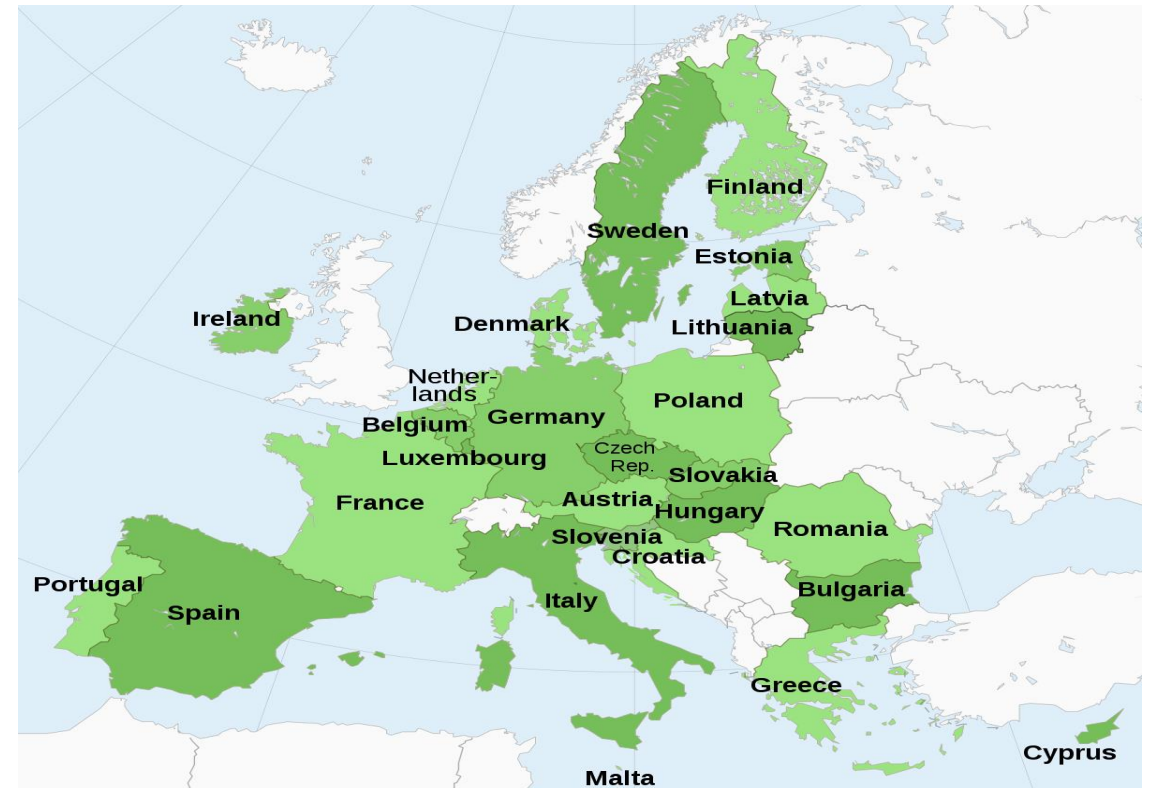 Finland
Sweden
Estonia
Latvia
Ireland
Denmark
Lithuania
Nether-
lands
Poland
Germany
Belgium
Czech
Rep.
Luxembourg
Slovakia
France
Austria
Hungary
Romania
Slovenia
Croatia
Portugal
Bulgaria
Spain
Italy
Greece
Cyprus
Malta